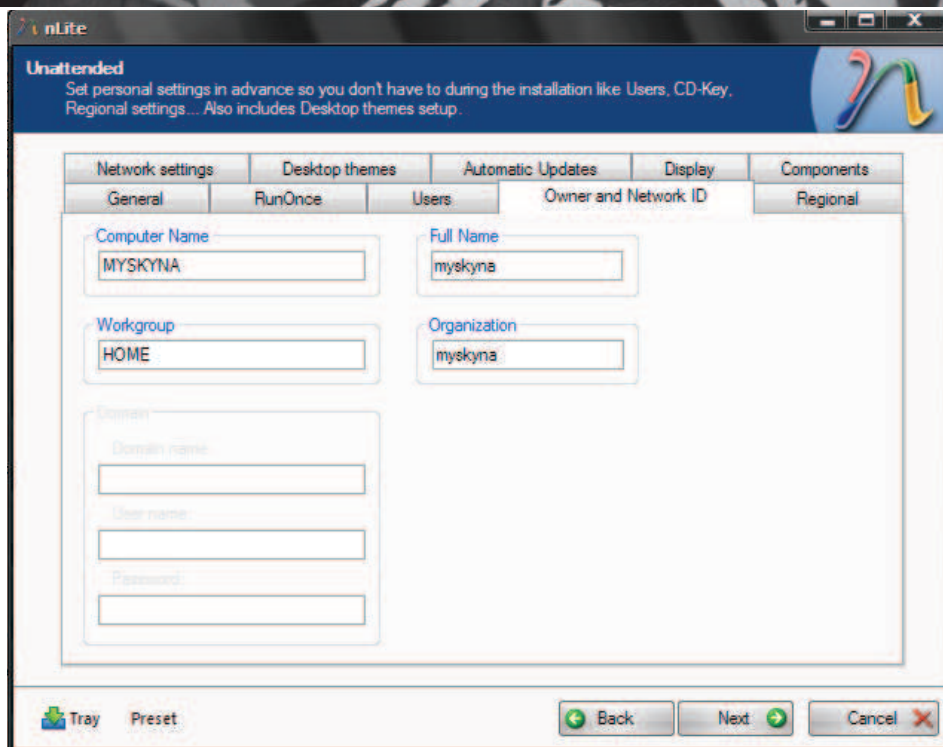 nLite
Unattended
Set personal settings in advance so you don't have to during the installation like Users, CD-Key,
Regional settings... Also includes Desktop themes setup.
Network settings Desktop themes Automatic Updates Display Components
General RunOnce Users Owner and Network ID Regional
Computer Name Full Name
MYSKYNA myskyna
Workgroup Organization
HOME myskyna
Domain
Domain name
User name
Password
Tray Preset Back Next Cancel